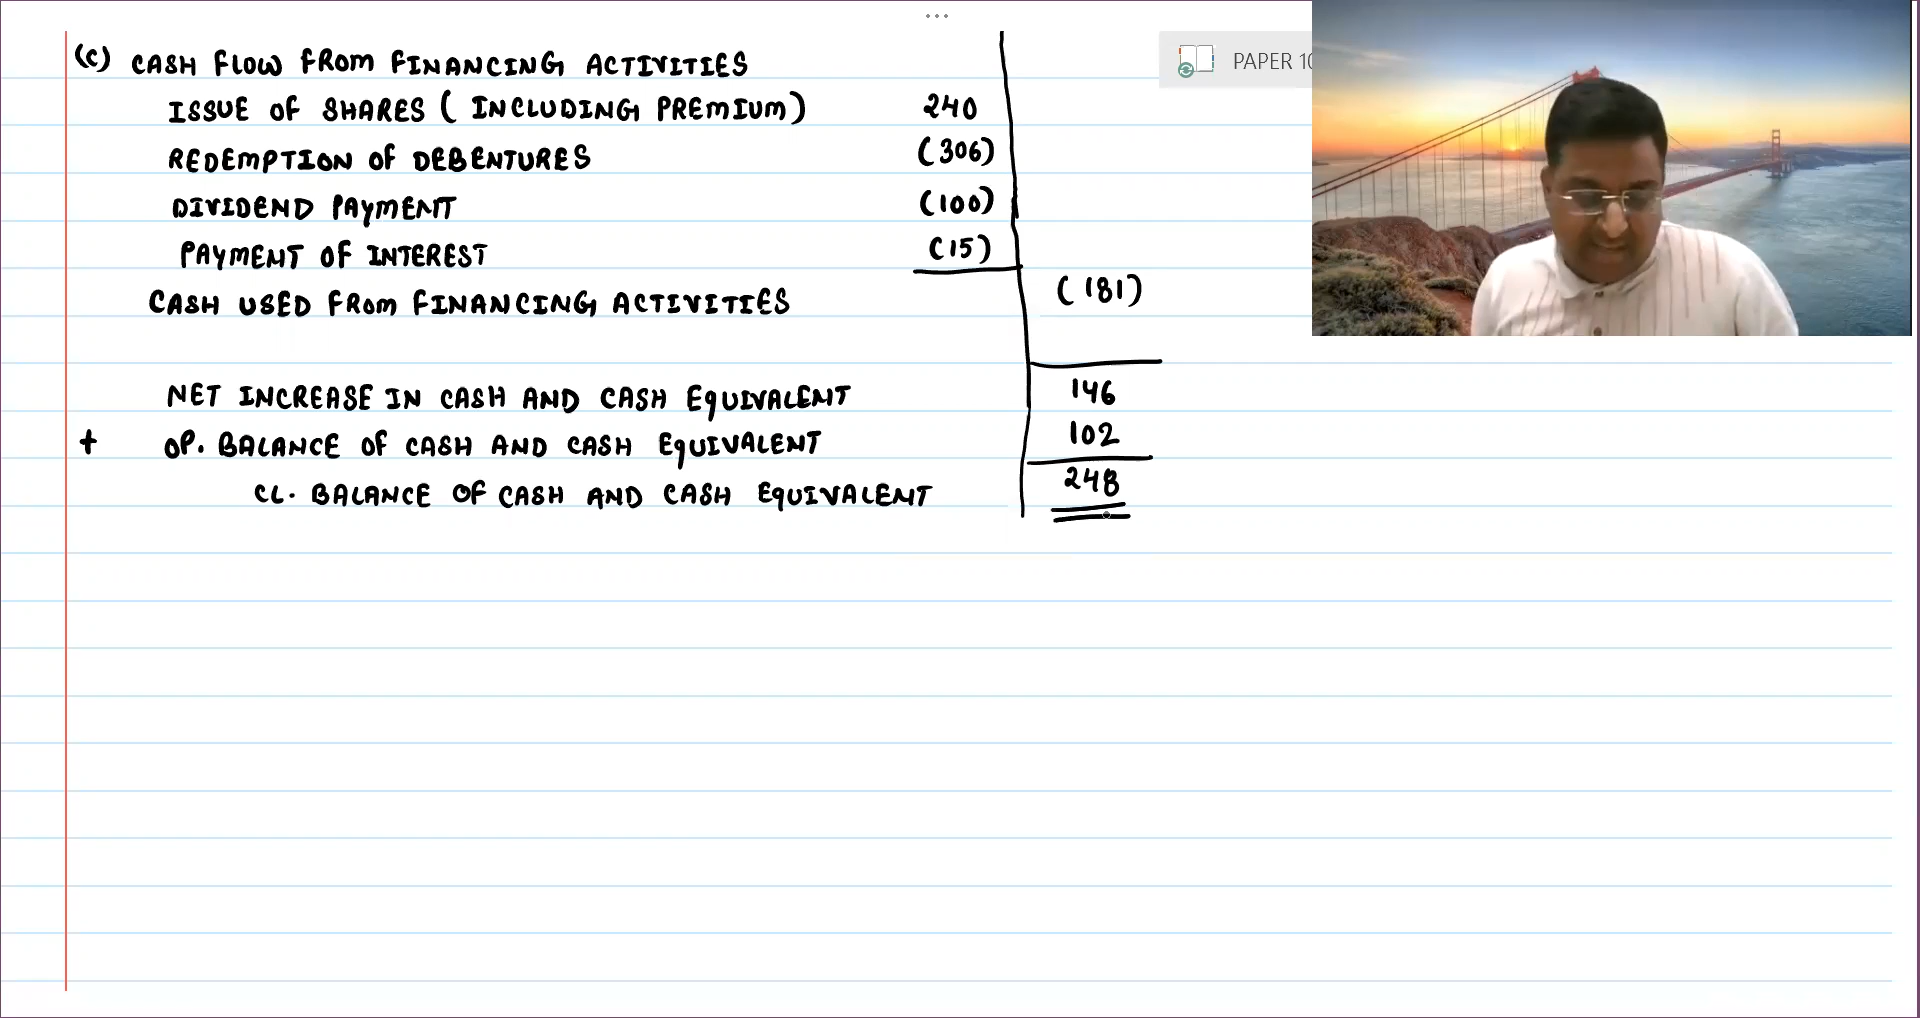 (C) CASH FLOW FROM FINANCING ACTIVITIES
ISSUE OF SHARES ( INCLUDING PREMIUM) 240
REDEMPTION OF DEBENTURES (306)
DIVIDEND PAYMENT (100)
PAYMENT OF INTEREST (15)
CASH USED FROM FINANCING ACTIVITIES (181)
NET INCREASE IN CASH AND CASH EQUIVALENT 146
+ OP. BALANCE OF CASH AND CASH EQUIVALENT 102
CL. BALANCE OF CASH AND CASH EQUIVALENT 248
PAPER 10